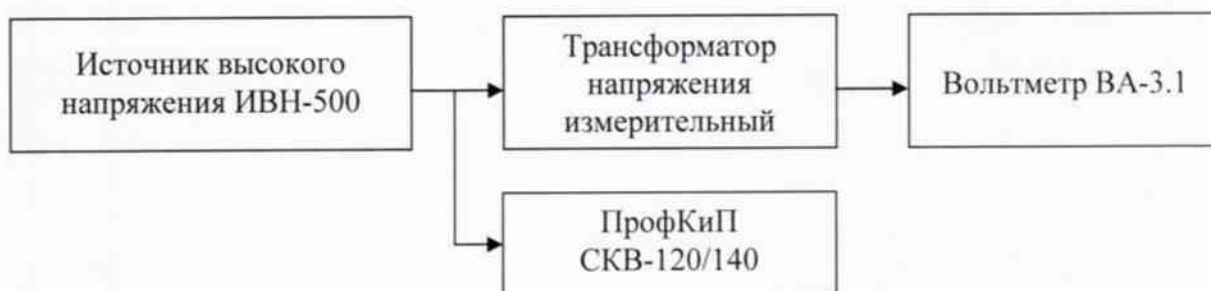 Источник высокого
напряжения ИВН-500
Трансформатор
напряжения
измерительный
Вольтметр ВА-3.1
ПрофКиП
СКВ-120/140